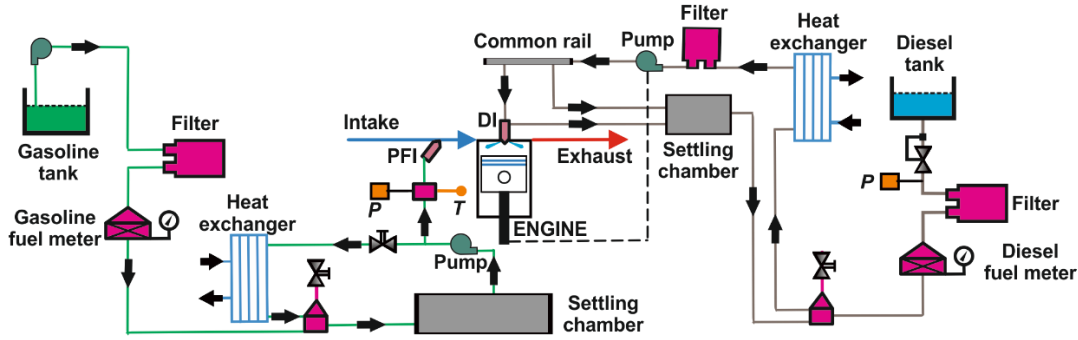 Gasoline
tank
Filter
Gasoline
fuel meter
Heat
exchanger
Intake
PFI
P
T
Pump
Settling
chamber
Common rail
DI
Exhaust
ENGINE
Pump
Filter
Settling
chamber
Heat
exchanger
Diesel
tank
P
Filter
Diesel
fuel meter